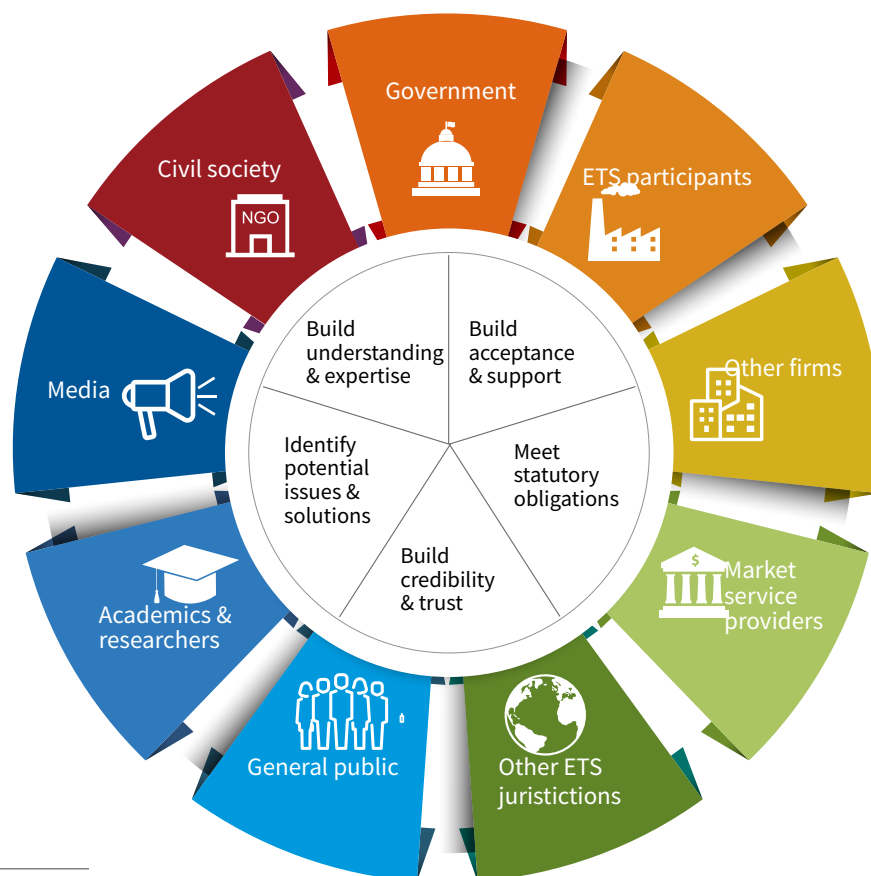 Government
ETS participants
Other firms
Market
service
providers
Other ETS
juristictions
General public
Academics &
researchers
Media
Civil society
NGO
$
Build
understanding
& expertise
Build
acceptance
& support
Meet
statutory
obligations
Build
credibility
& trust
Identify
potential
issues &
solutions